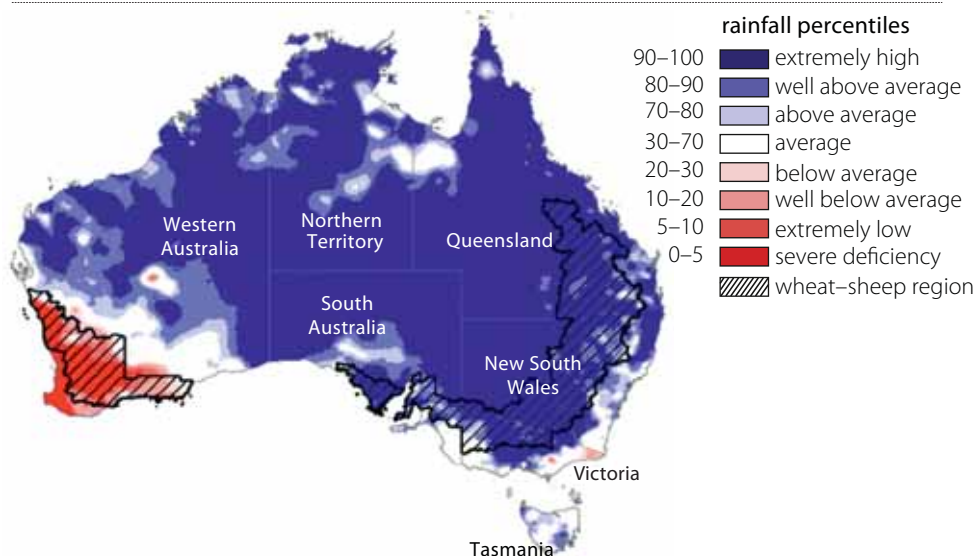 rainfall percentiles
90–100 extremely high
80–90 well above average
70–80 above average
30–70 average
20–30 below average
10–20 well below average
5–10 extremely low
0–5 severe deficiency
wheat–sheep region
Western
Australia
Northern
Territory
Queensland
South
Australia
New South
Wales
Victoria
Tasmania